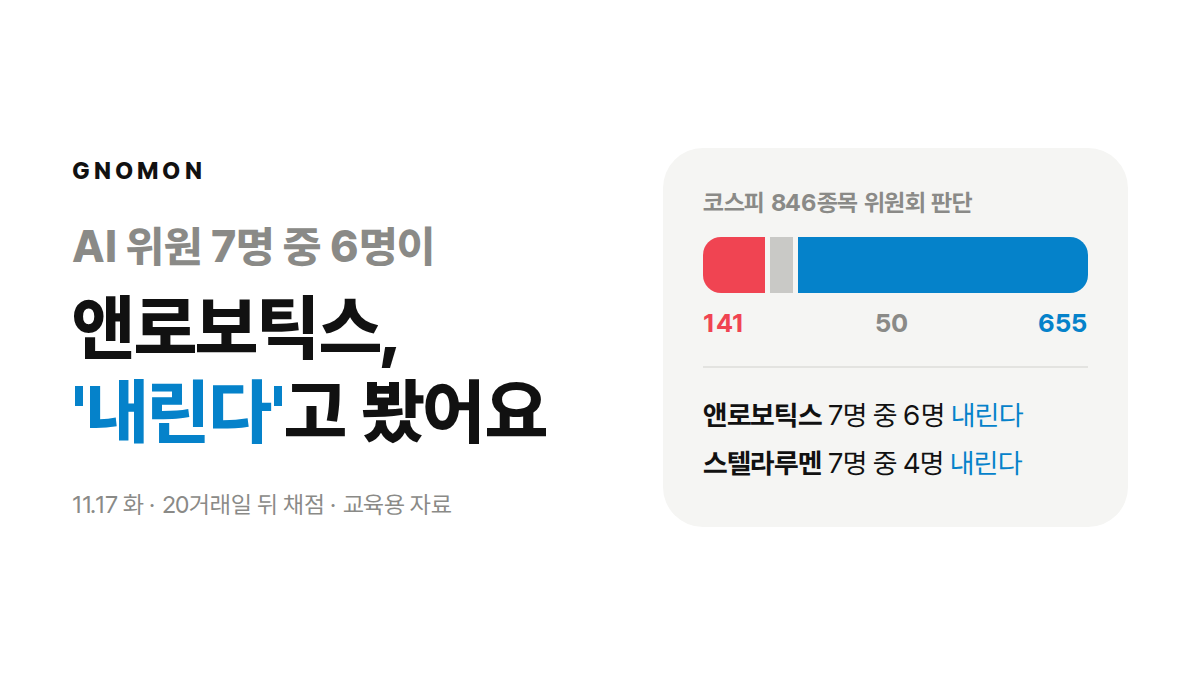 GNOMON
AI 위원 7명 중 6명이
앤로보틱스,
'내린다'고 봤어요
11.17 화 · 20거래일 뒤 채점 · 교육용 자료
코스피 846종목 위원회 판단
141 50 655
앤로보틱스 7명 중 6명 내린다
스텔라루멘 7명 중 4명 내린다